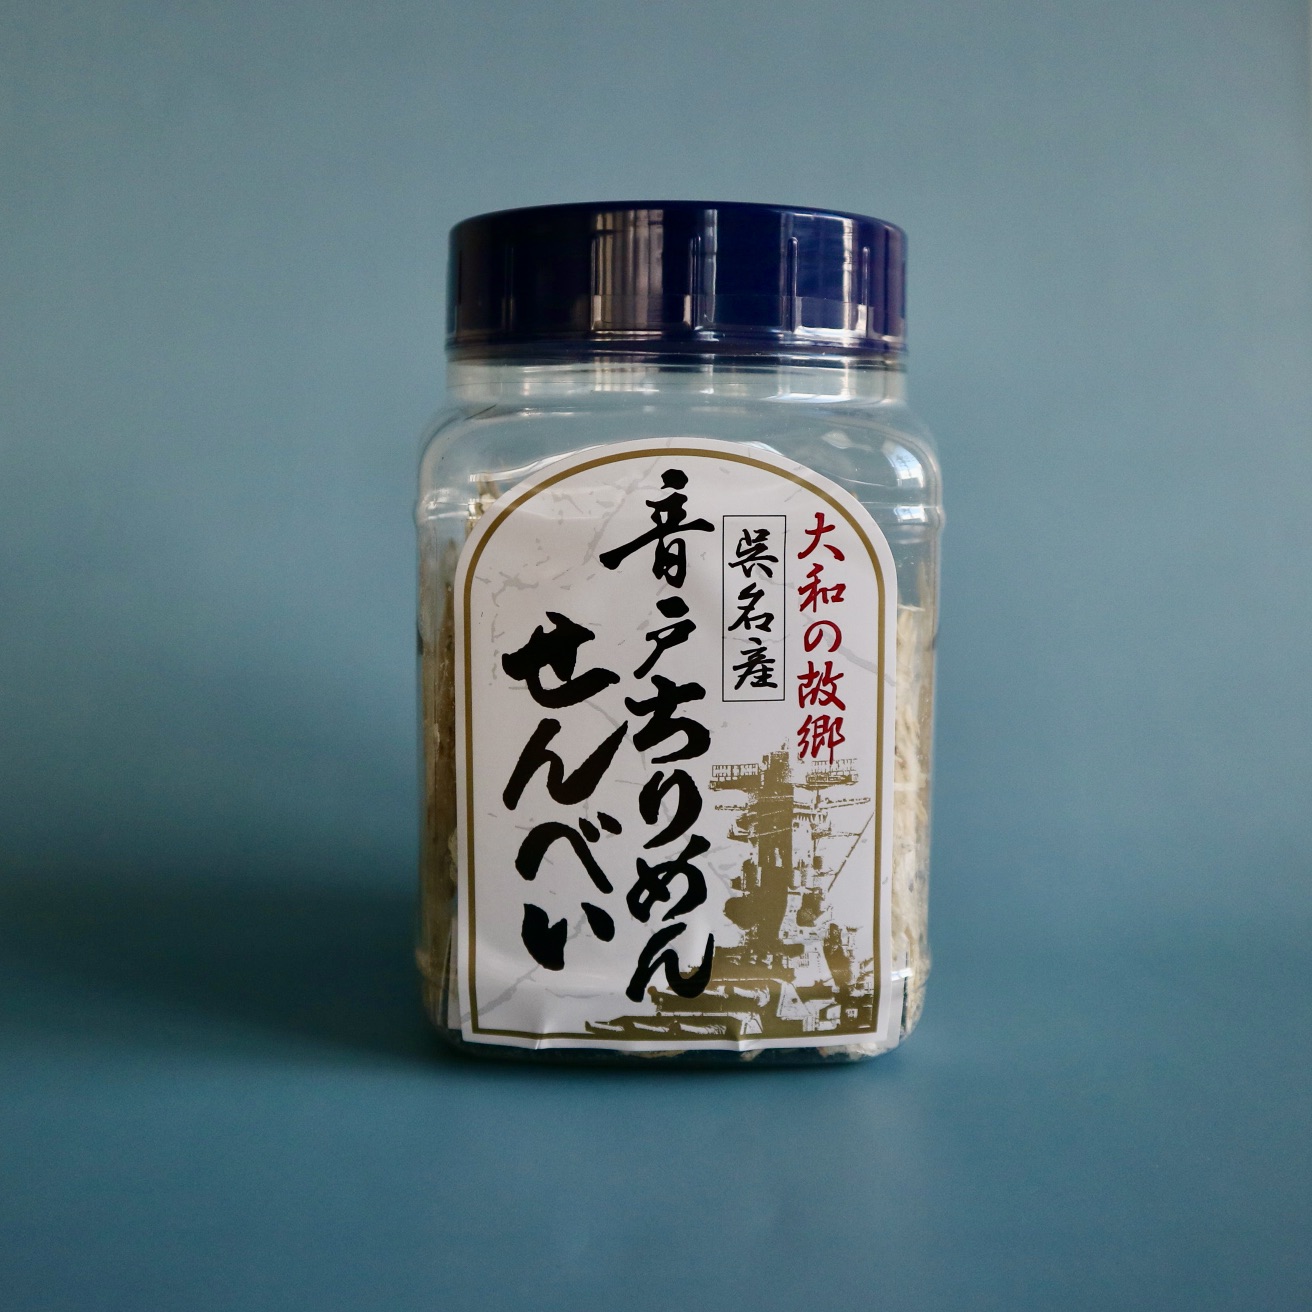 大和の故郷
呉名産
音戸ちりめん
せんべい